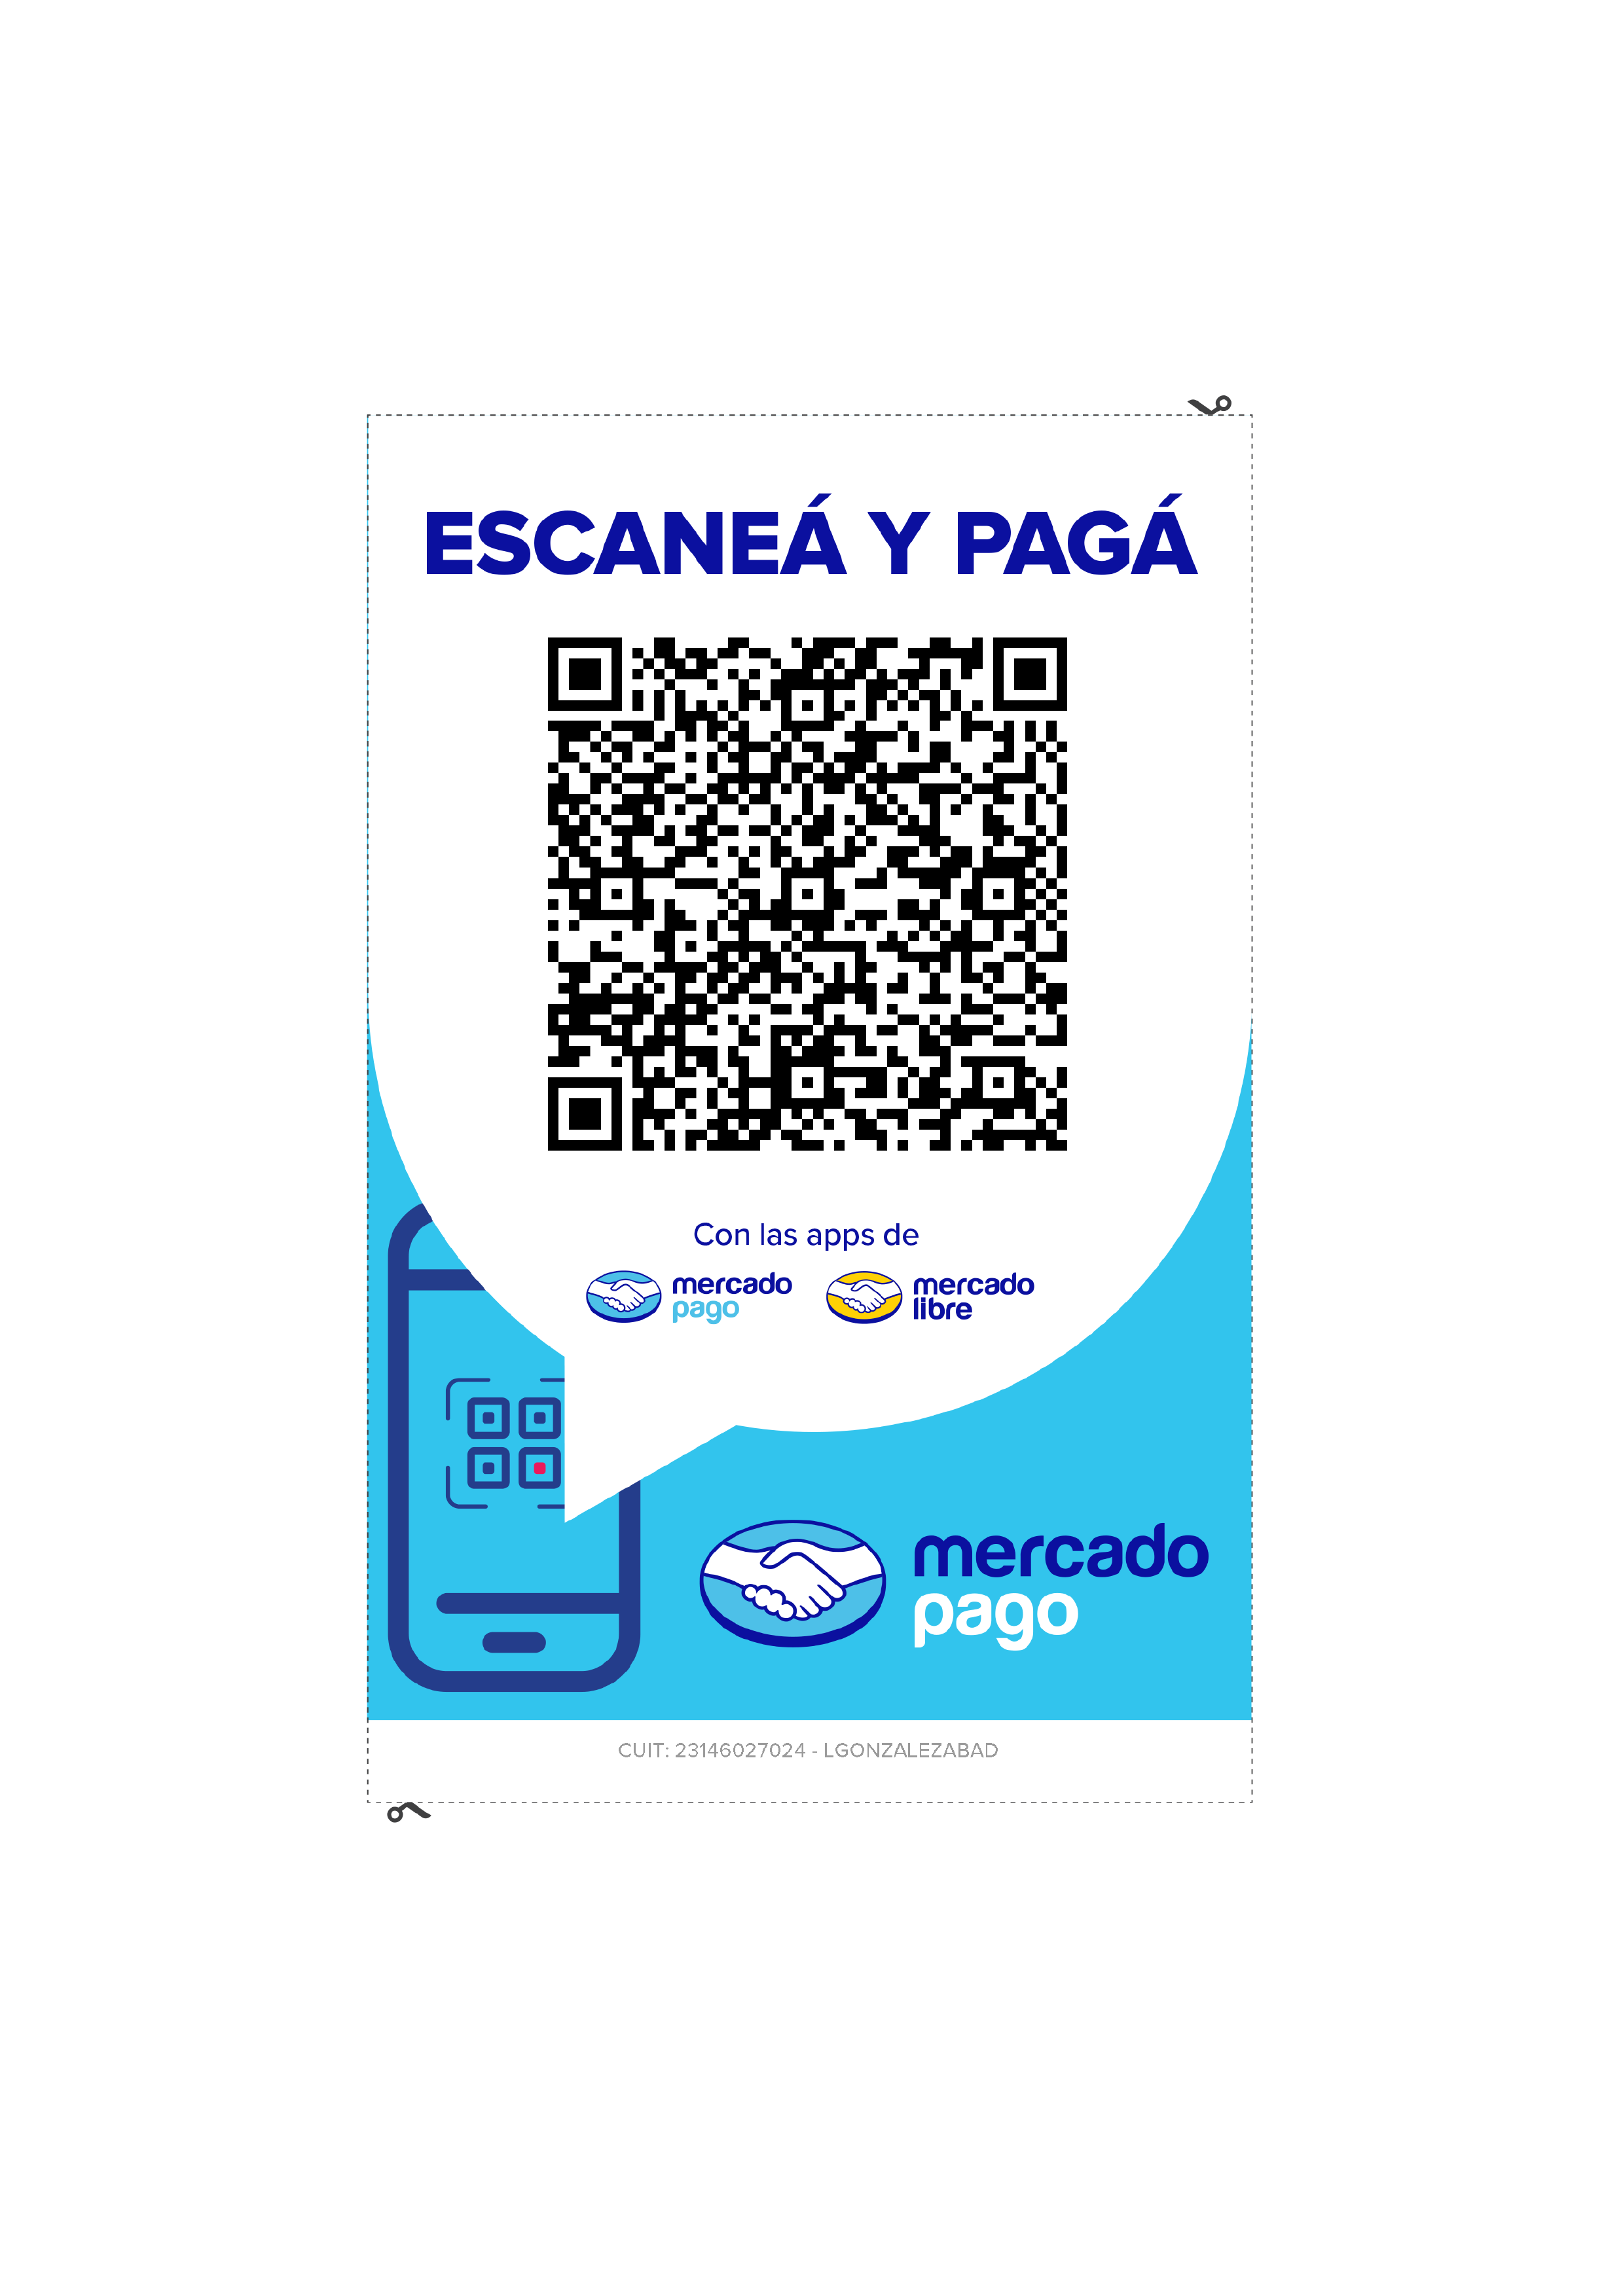 ESCANEÁ Y PAGÁ
Con las apps de
mercado pago
mercado libre
mercado
pago
CUIT: 23146027024 - LGONZALEZABAD